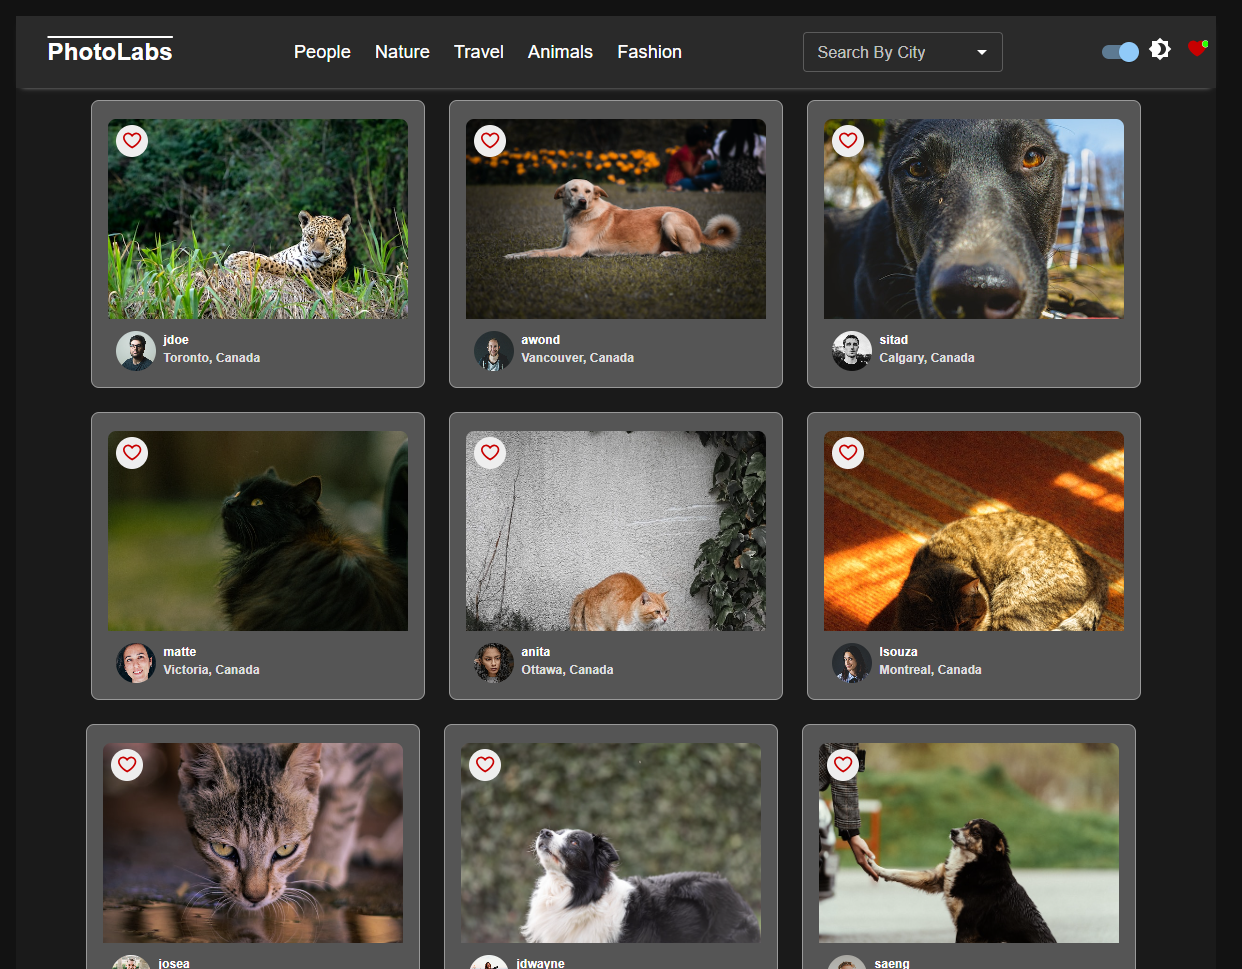 PhotoLabs
People Nature Travel Animals Fashion
Search By City
jdoe
Toronto, Canada
awond
Vancouver, Canada
sitad
Calgary, Canada
matte
Victoria, Canada
anita
Ottawa, Canada
lsouza
Montreal, Canada
josea
jdwayne
saeng